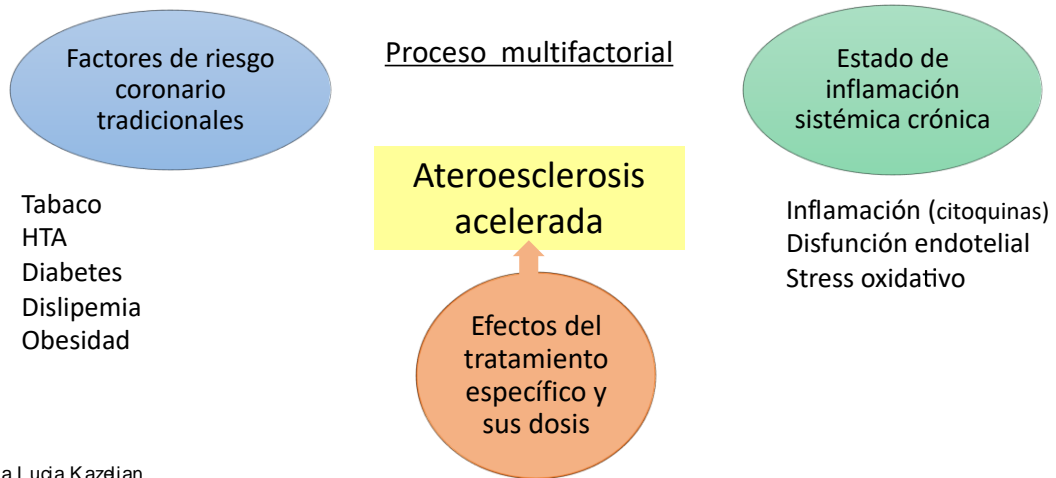 Factores de riesgo
coronario
tradicionales
Proceso multifactorial
Estado de
inflamación
sistémica crónica
Ateroesclerosis
acelerada
Tabaco
HTA
Diabetes
Dislipemia
Obesidad
Inflamación (citoquinas)
Disfunción endotelial
Stress oxidativo
Efectos del
tratamiento
específico y
sus dosis
a Lucia Kazelian